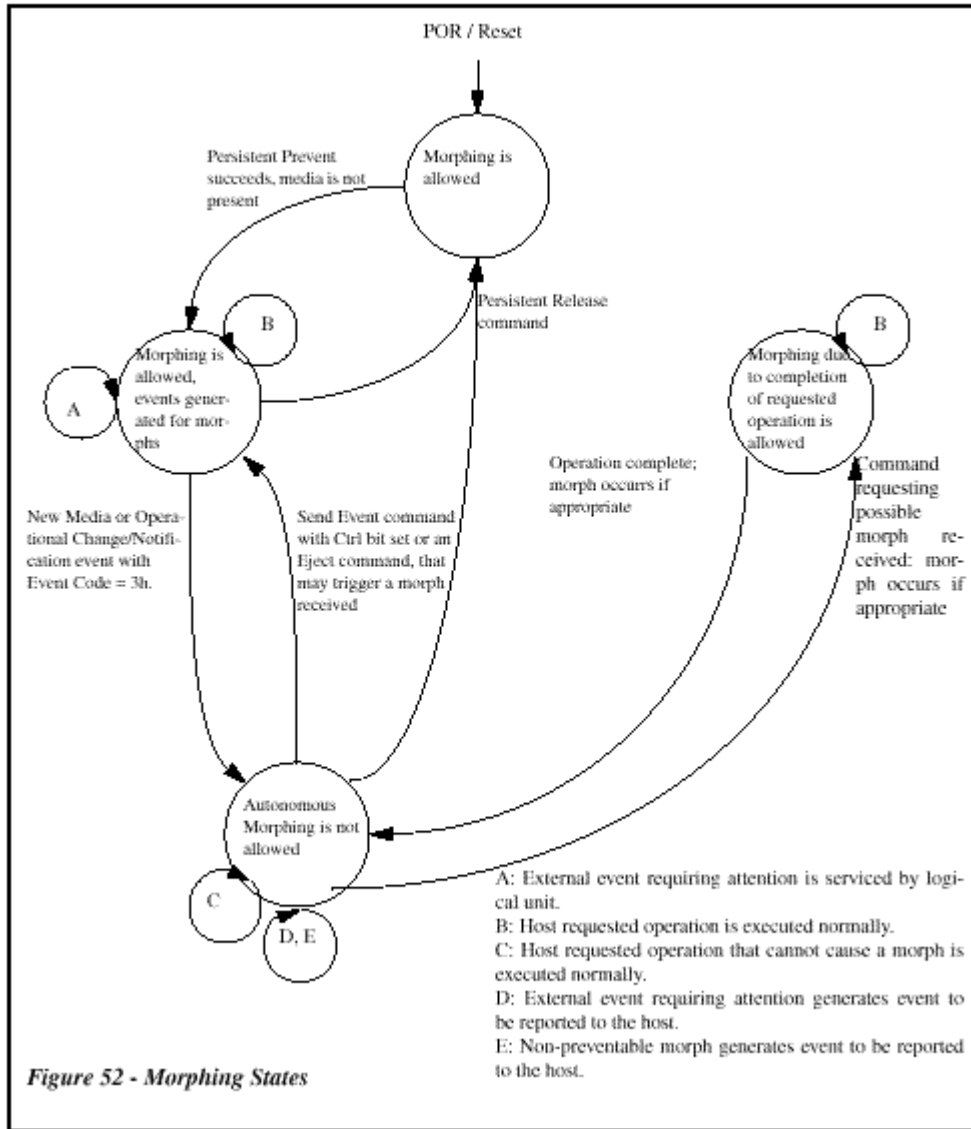 POR / Reset
Morphing is
allowed
Persistent Prevent
succeeds, media is not
present
Persistent Release
command
B
Morphing is
allowed,
events gener-
ated for mor-
phs
A
B
Morphing due
to completion
of requested
operation is
allowed
New Media or Opera-
tional Change/Notifi-
cation event with
Event Code = 3h.
Send Event command
with Ctrl bit set or an
Eject command, that
may trigger a morph
received
Operation complete;
morph occurrs if
appropriate
Command
requesting
possible
morph re-
ceived: mor-
ph occurs if
appropriate
Autonomous
Morphing is not
allowed
C
D, E
A: External event requiring attention is serviced by logi-
cal unit.
B: Host requested operation is executed normally.
C: Host requested operation that cannot cause a morph is
executed normally.
D: External event requiring attention generates event to
be reported to the host.
E: Non-preventable morph generates event to be reported
to the host.
Figure 52 - Morphing States